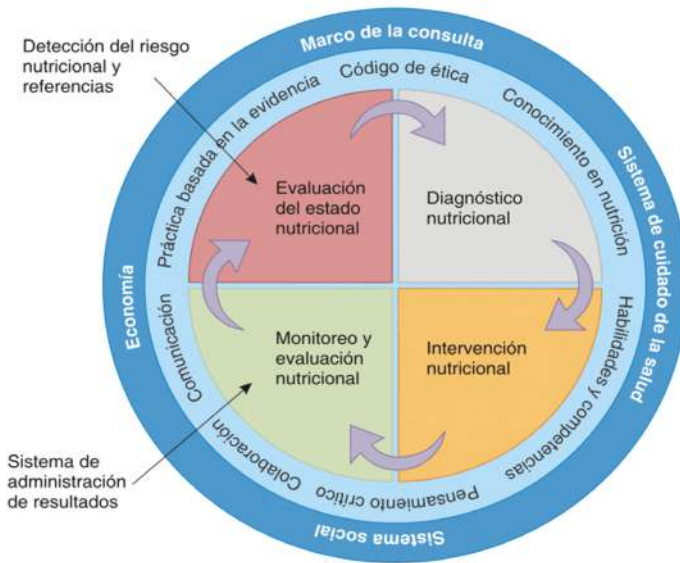 Detección del riesgo
nutricional y
referencias
Marco de la consulta
Sistema de cuidado de la salud
Sistema social
Economía
Código de ética
Conocimiento en nutrición
Habilidades y competencias
Pensamiento crítico
Colaboración
Comunicación
Práctica basada en la evidencia
Evaluación
del estado
nutricional
Diagnóstico
nutricional
Intervención
nutricional
Monitoreo y
evaluación
nutricional
Sistema de
administración
de resultados